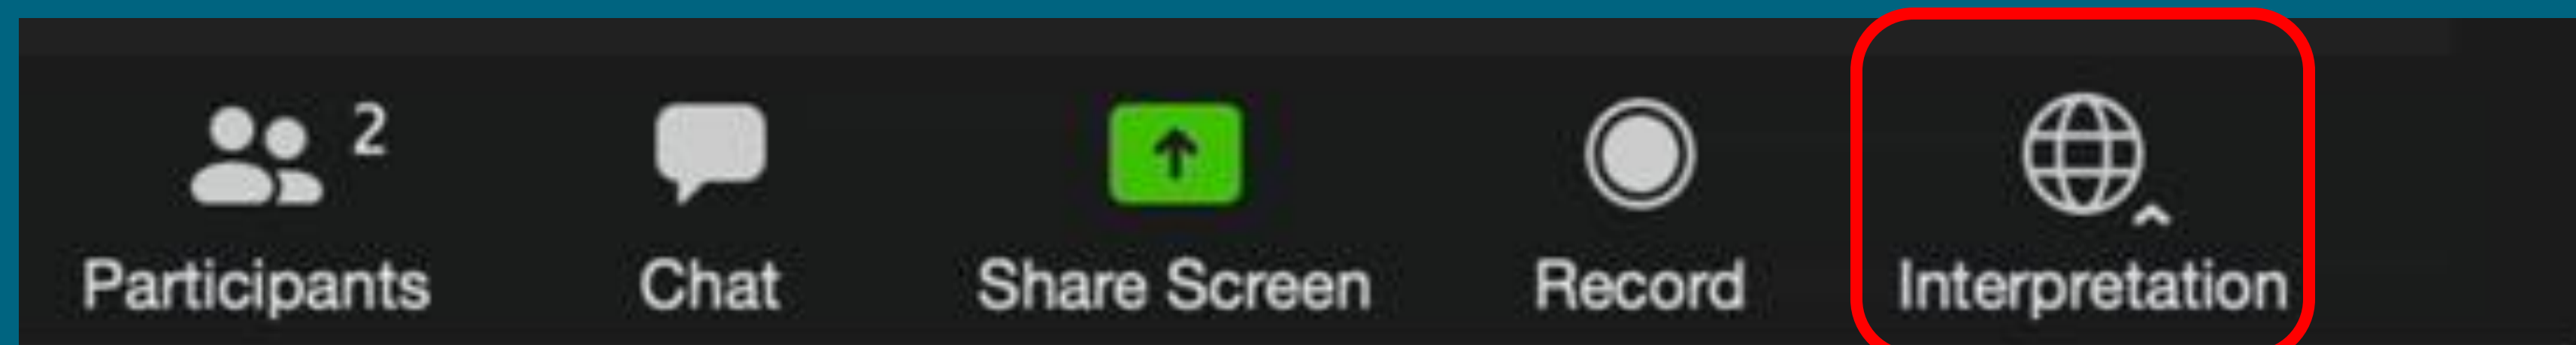 2
Participants
Chat
Share Screen
Record
Interpretation